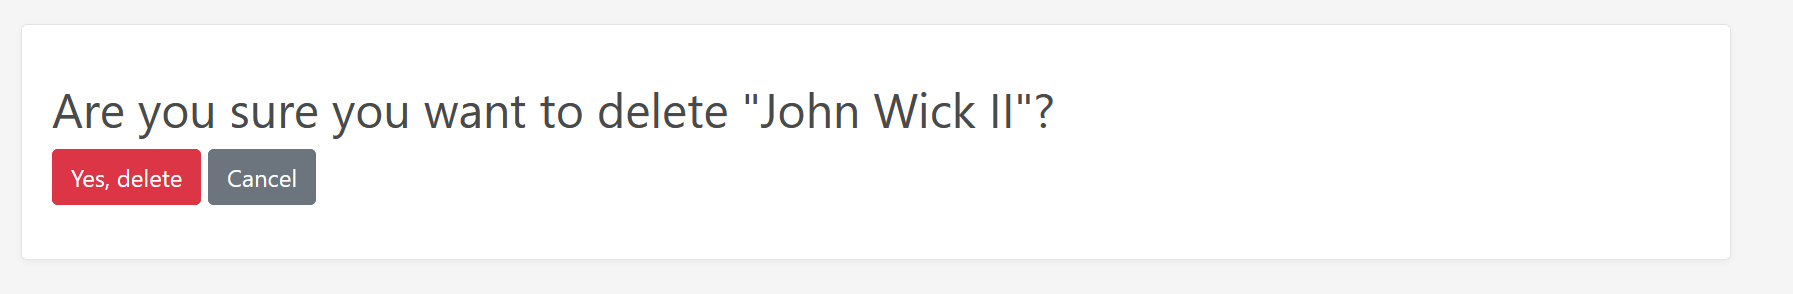 Are you sure you want to delete "John Wick II"?
Yes, delete Cancel